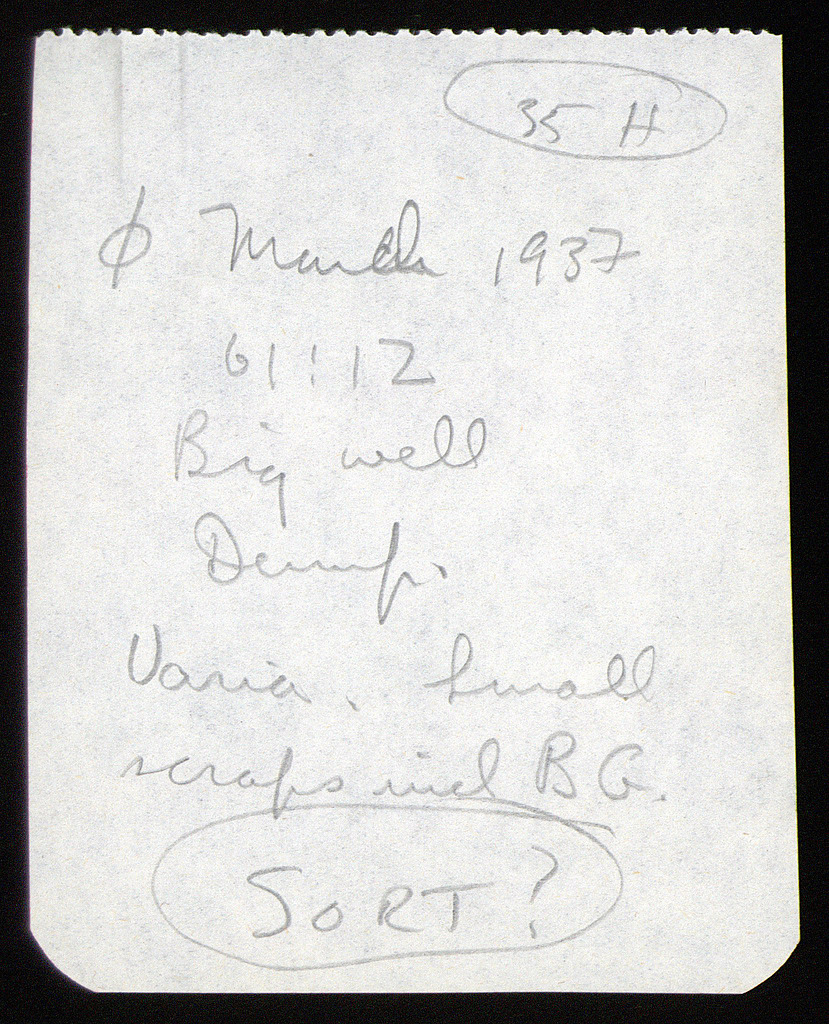 35 H
ϕ March 1937
61:12
Big well
Dump.
Varia. Small
scraps incl BG.
SORT?